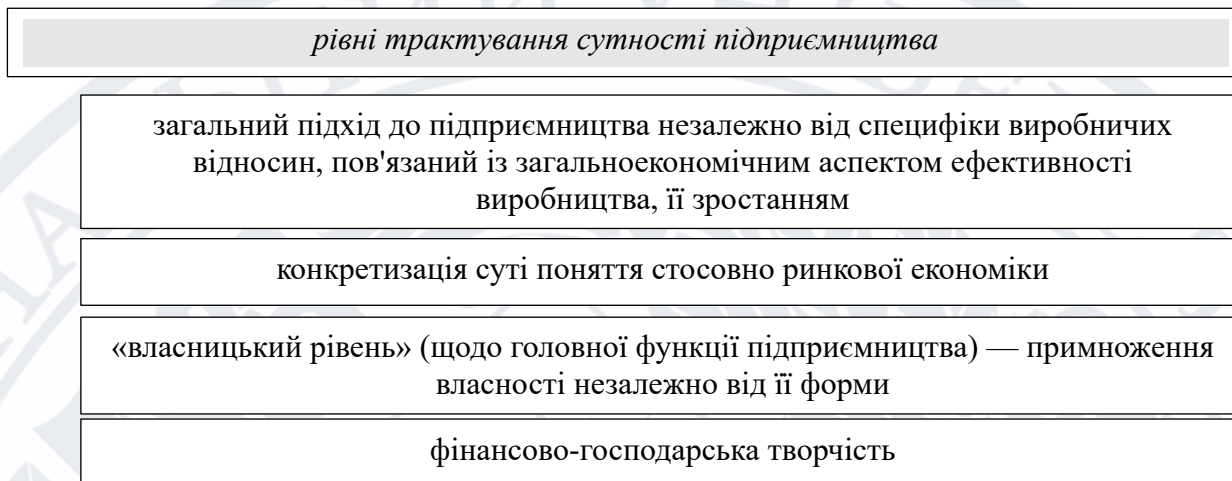 рівні трактування сутності підприємництва
загальний підхід до підприємництва незалежно від специфіки виробничих
відносин, пов'язаний із загальноекономічним аспектом ефективності
виробництва, її зростанням
конкретизація суті поняття стосовно ринкової економіки
«власницький рівень» (щодо головної функції підприємництва) — примноження
власності незалежно від її форми
фінансово-господарська творчість